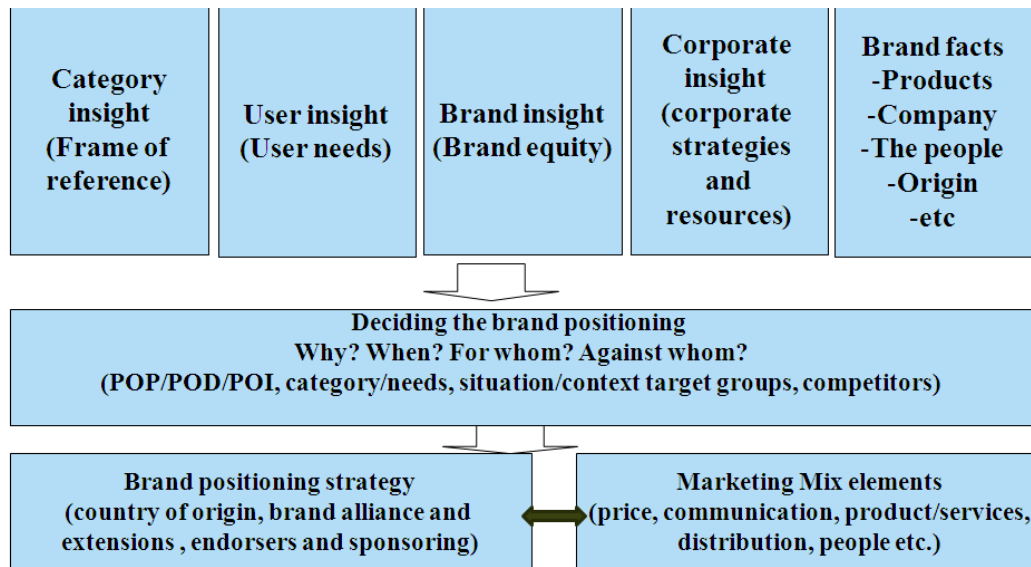 Category
insight
(Frame of
reference)
User insight
(User needs)
Brand insight
(Brand equity)
Corporate
insight
(corporate
strategies
and
resources)
Brand facts
-Products
-Company
-The people
-Origin
-etc
Deciding the brand positioning
Why? When? For whom? Against whom?
(POP/POD/POI, category/needs, situation/context target groups, competitors)
Brand positioning strategy
(country of origin, brand alliance and
extensions , endorsers and sponsoring)
Marketing Mix elements
(price, communication, product/services,
distribution, people etc.)